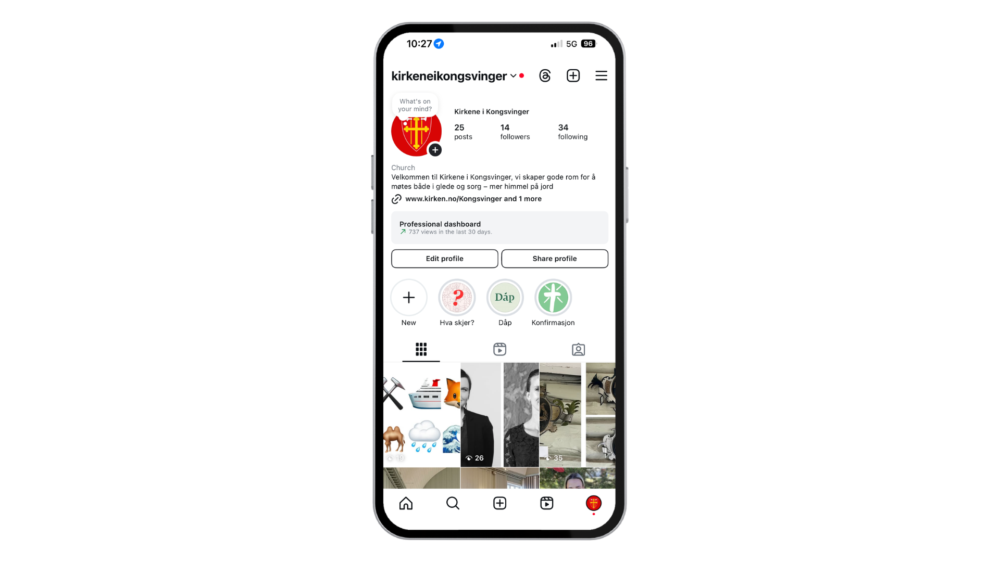 10:27
5G 96
kirkeneikongsvinger
What's on
your mind?
Kirkene i Kongsvinger
25 14 34
posts followers following
Church
Velkommen til Kirkene i Kongsvinger, vi skaper gode rom for å
møtes både i glede og sorg – mer himmel på jord
www.kirken.no/Kongsvinger and 1 more
Professional dashboard
737 views in the last 30 days.
Edit profile Share profile
? Dåp
New Hva skjer? Dåp Konfirmasjon
19 26 35